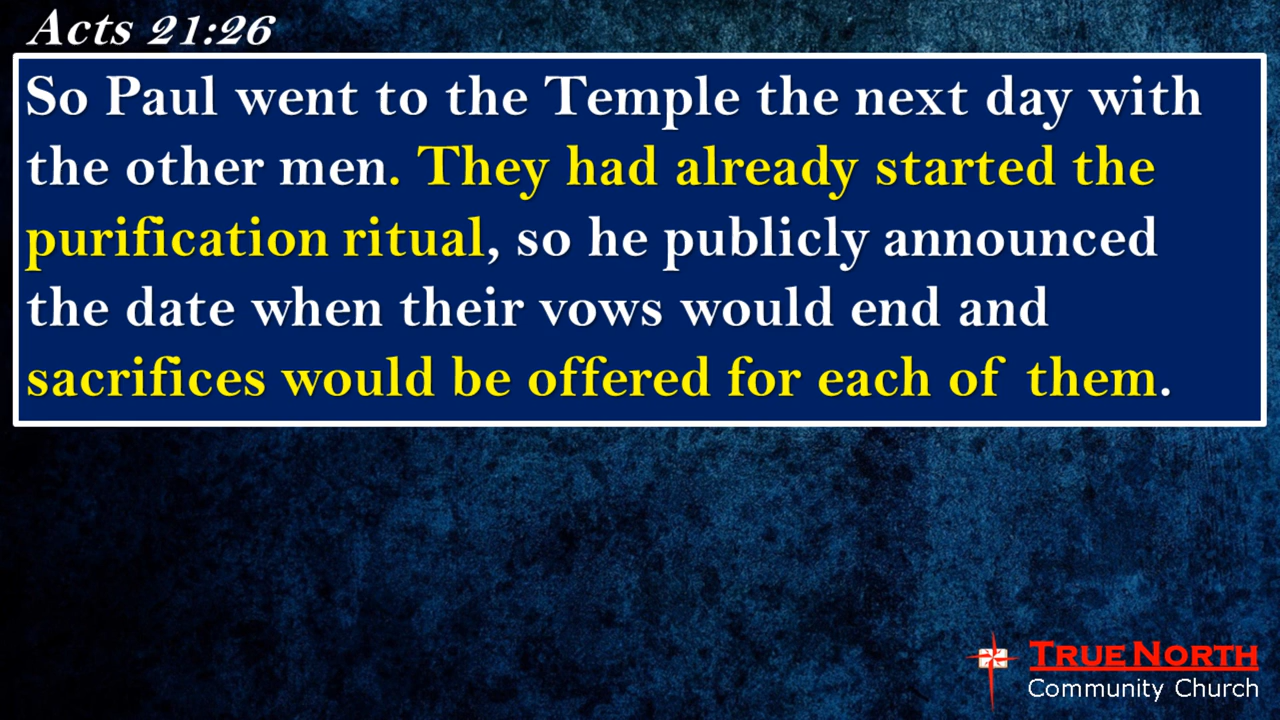 Acts 21:26
So Paul went to the Temple the next day with
the other men. They had already started the
purification ritual, so he publicly announced
the date when their vows would end and
sacrifices would be offered for each of them.
TRUE NORTH
Community Church